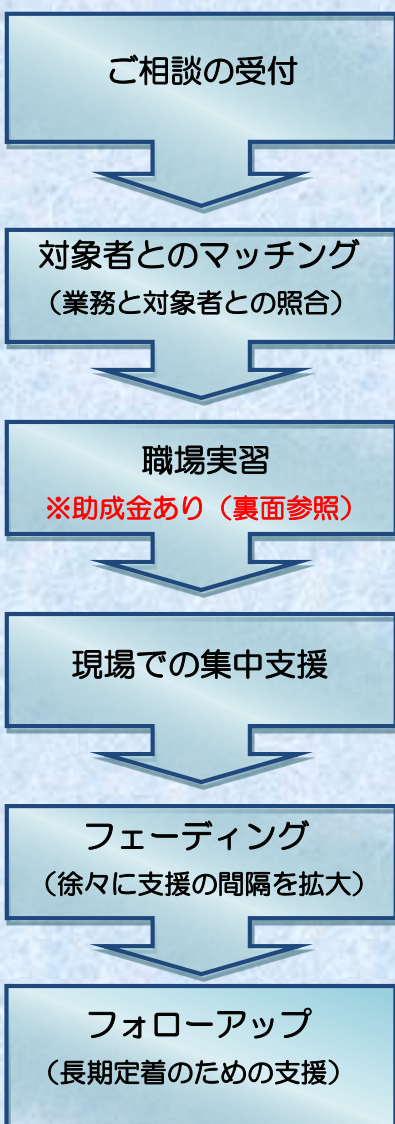 ご相談の受付
対象者とのマッチング
（業務と対象者との照合）
職場実習
※助成金あり（裏面参照）
現場での集中支援
フェーディング
（徐々に支援の間隔を拡大）
フォローアップ
（長期定着のための支援）